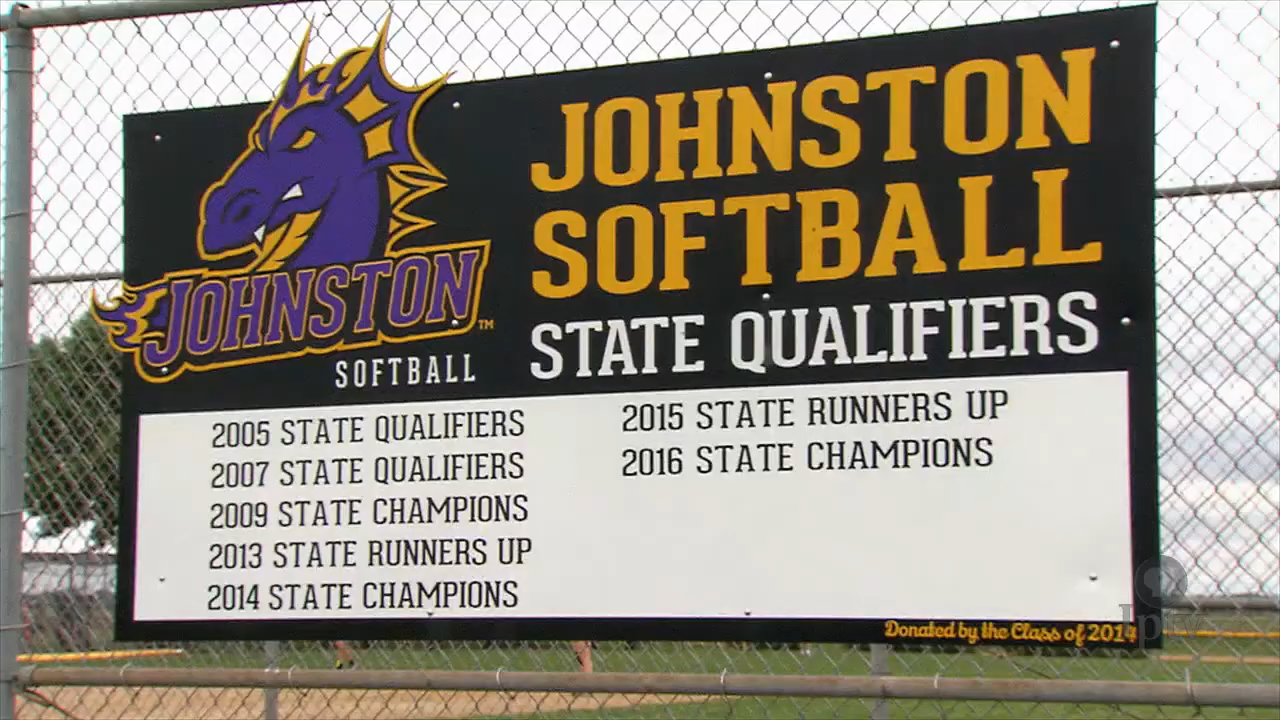 JOHNSTON
SOFTBALL
STATE QUALIFIERS
JOHNSTON™
SOFTBALL
2005 STATE QUALIFIERS
2007 STATE QUALIFIERS
2009 STATE CHAMPIONS
2013 STATE RUNNERS UP
2014 STATE CHAMPIONS
2015 STATE RUNNERS UP
2016 STATE CHAMPIONS
Donated by the Class of 2014